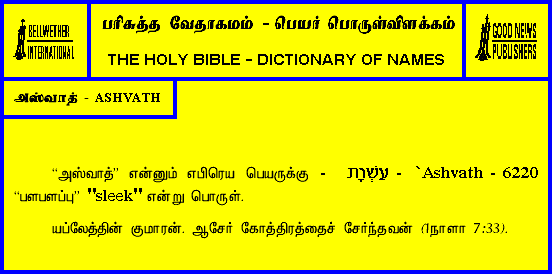 BELLWETHER
INTERNATIONAL
பரிசுத்த வேதாகமம் - பெயர் பொருள்விளக்கம்
THE HOLY BIBLE - DICTIONARY OF NAMES
GOOD NEWS
PUBLISHERS
அஸ்வாத் - ASHVATH
“அஸ்வாத்” என்னும் எபிரெய பெயருக்கு - עַשְׁוָת - `Ashvath - 6220
“பளபளப்பு” "sleek" என்று பொருள்.
யப்லேத்தின் குமாரன். ஆசேர் கோத்திரத்தைச் சேர்ந்தவன் (1நாளா 7:33).